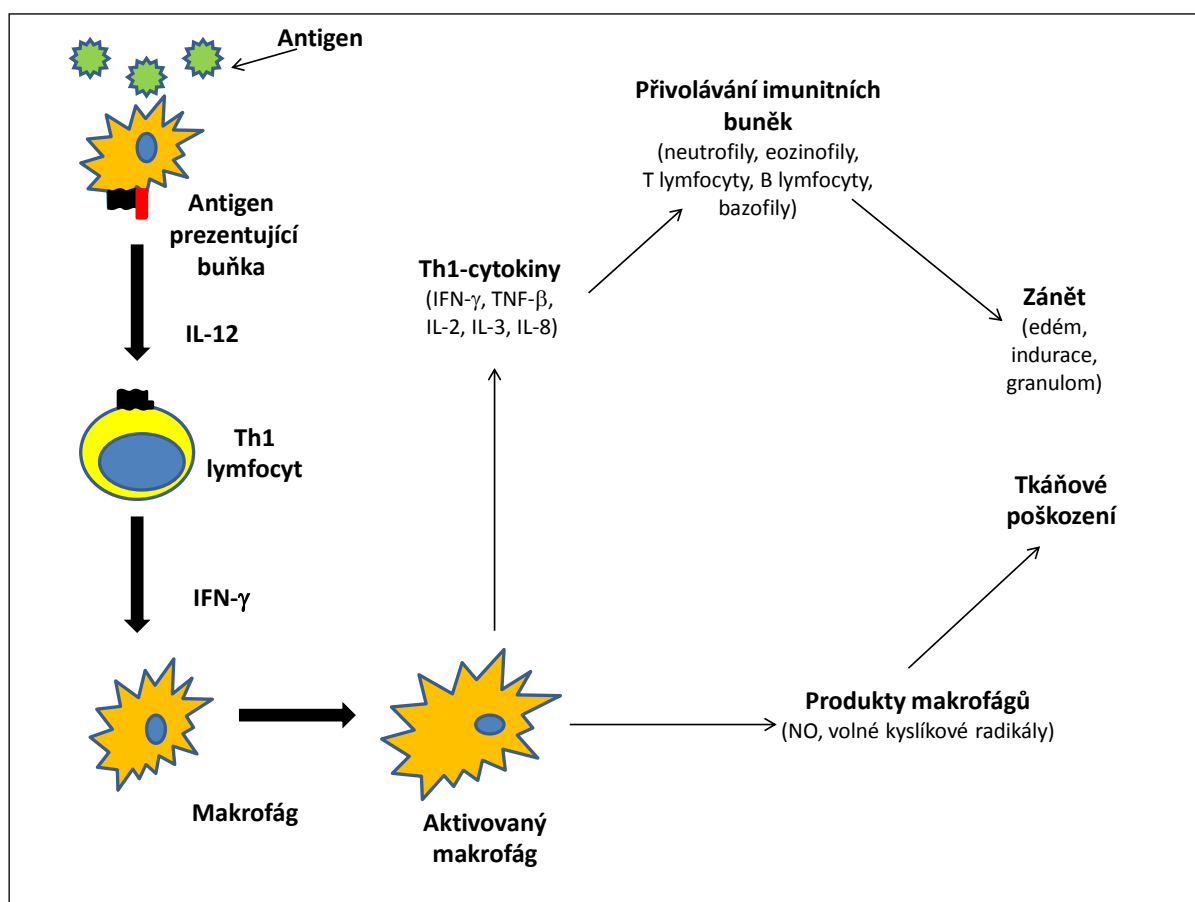 Antigen
Antigen
prezentující
buňka
IL-12
Th1
lymfocyt
IFN-γ
Makrofág
Aktivovaný
makrofág
Th1-cytokiny
(IFN-γ, TNF-β,
IL-2, IL-3, IL-8)
Přivolávání imunitních
buněk
(neutrofily, eozinofily,
T lymfocyty, B lymfocyty,
bazofily)
Zánět
(edém,
indurace,
granulom)
Produkty makrofágů
(NO, volné kyslíkové radikály)
Tkáňové
poškození